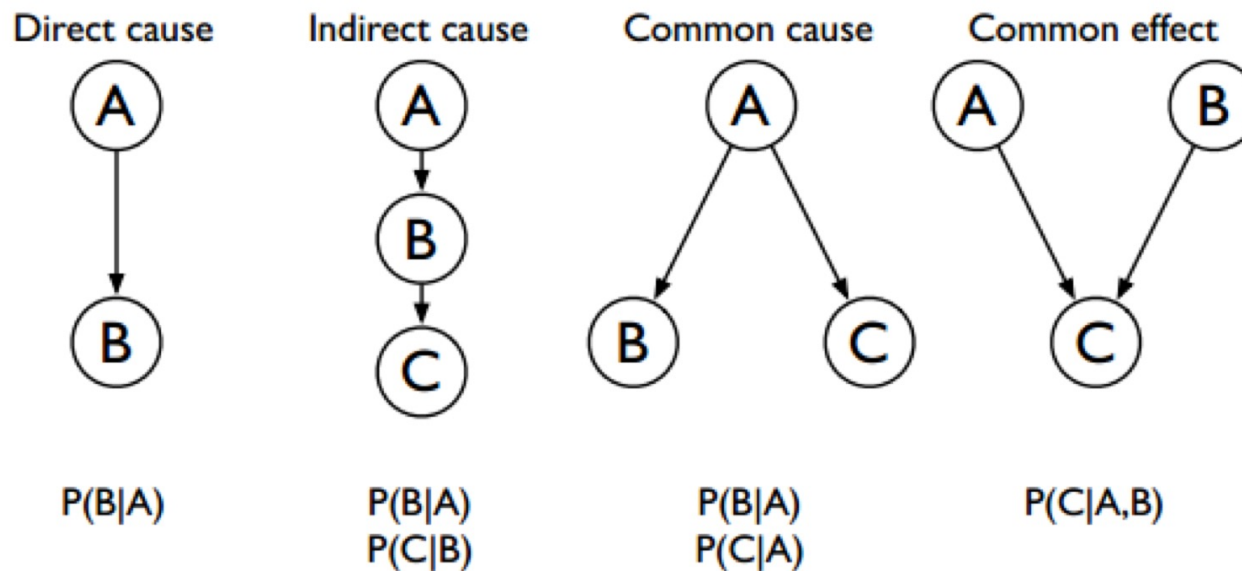 Direct cause
A
B
P(B|A)
Indirect cause
A
B
C
P(B|A)
P(C|B)
Common cause
A
B
C
P(B|A)
P(C|A)
Common effect
A
B
C
P(C|A,B)